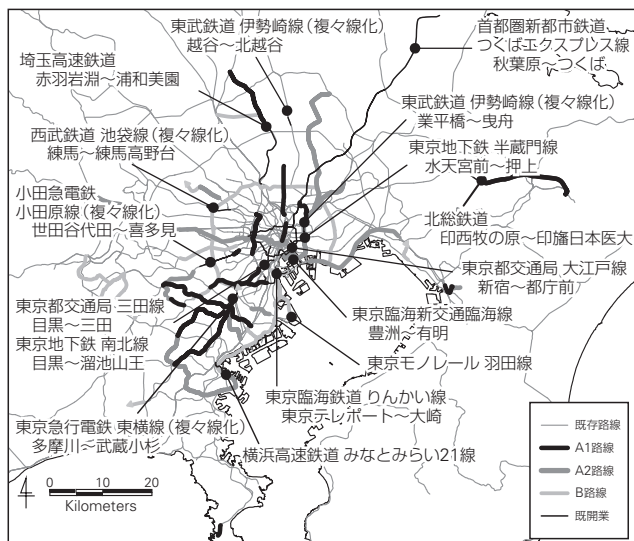 東武鉄道 伊勢崎線(複々線化)
越谷～北越谷
首都圏新都市鉄道
つくばエクスプレス線
秋葉原～つくば
埼玉高速鉄道
赤羽岩淵～浦和美園
東武鉄道 伊勢崎線(複々線化)
業平橋～曳舟
西武鉄道 池袋線(複々線化)
練馬～練馬高野台
東京地下鉄 半蔵門線
水天宮前～押上
小田急電鉄
小田原線(複々線化)
世田谷代田～喜多見
北総鉄道
印西牧の原～印旛日本医大
東京都交通局 大江戸線
新宿～都庁前
東京都交通局 三田線
目黒～三田
東京地下鉄 南北線
目黒～溜池山王
東京臨海新交通臨海線
豊洲～有明
東京モノレール 羽田線
東京臨海鉄道 りんかい線
東京テレポート～大崎
東京急行電鉄 東横線(複々線化)
多摩川～武蔵小杉
横浜高速鉄道 みなとみらい21線
既存路線
A1路線
A2路線
B路線
既開業
0 10 20
Kilometers